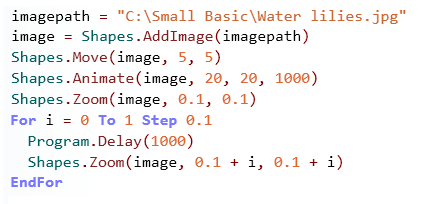 imagepath = "C:\Small Basic\Water lilies.jpg"
image = Shapes.AddImage(imagepath)
Shapes.Move(image, 5, 5)
Shapes.Animate(image, 20, 20, 1000)
Shapes.Zoom(image, 0.1, 0.1)
For i = 0 To 1 Step 0.1
  Program.Delay(1000)
  Shapes.Zoom(image, 0.1 + i, 0.1 + i)
EndFor